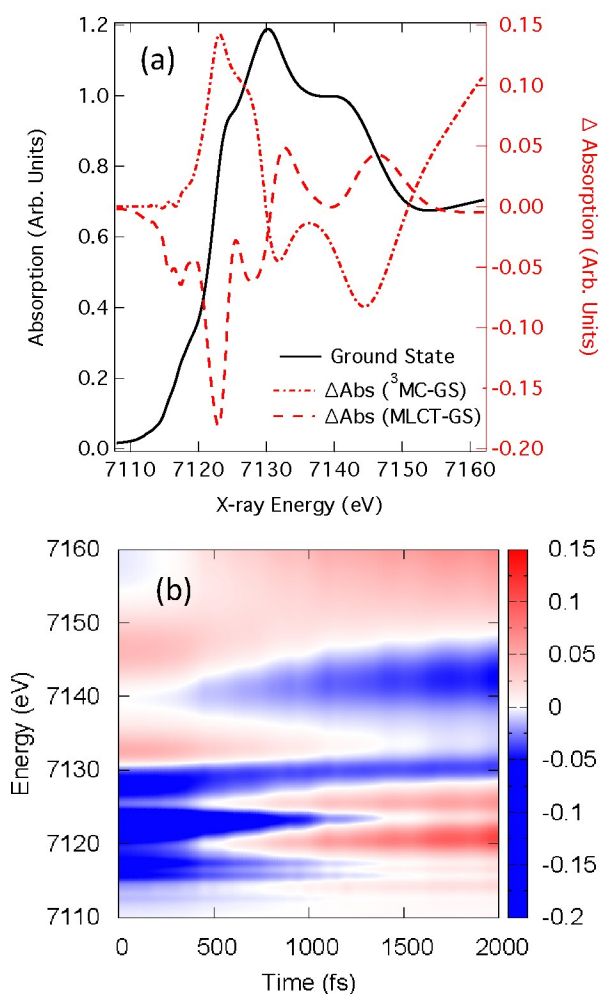 (a)
1.2
1.0
0.8
0.6
0.4
0.2
0.0
Absorption (Arb. Units)
0.15
0.10
0.05
0.00
-0.05
-0.10
-0.15
-0.20
Δ Absorption (Arb. Units)
Ground State
ΔAbs (³MC-GS)
ΔAbs (MLCT-GS)
7110 7120 7130 7140 7150 7160
X-ray Energy (eV)
(b)
7160
7150
7140
7130
7120
7110
Energy (eV)
0.15
0.1
0.05
0
-0.05
-0.1
-0.15
-0.2
0 500 1000 1500 2000
Time (fs)